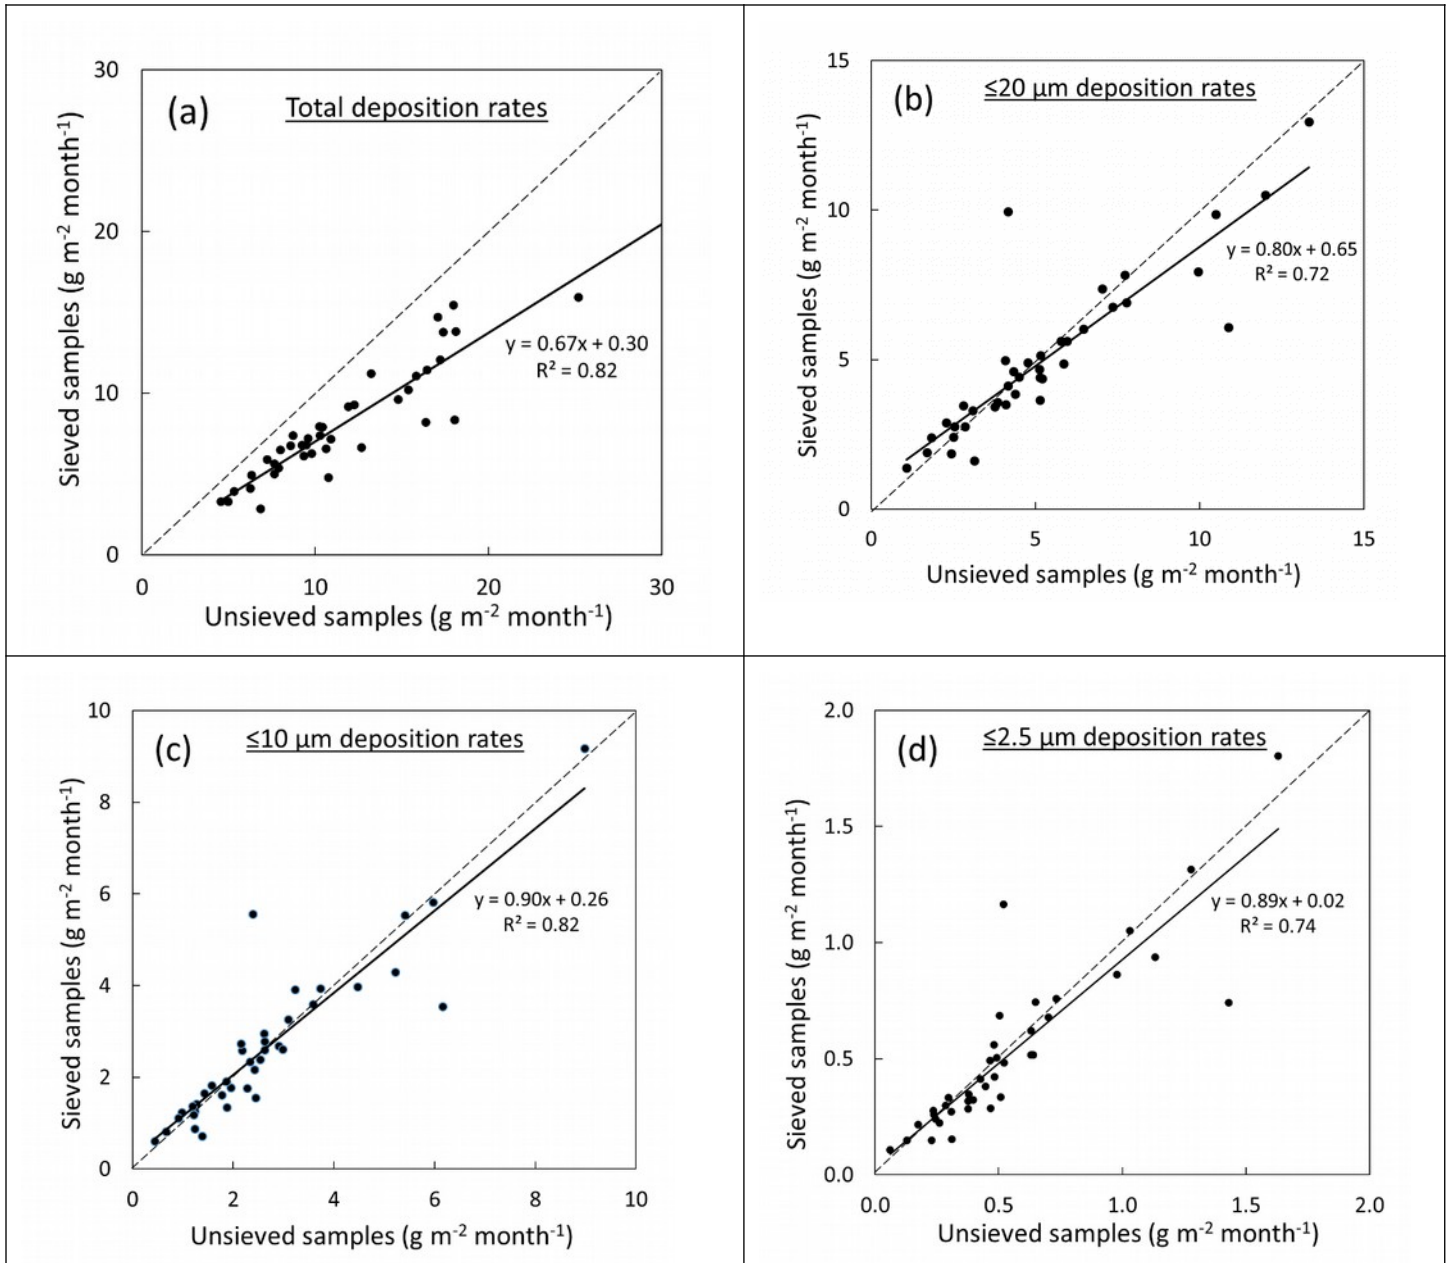 (a)
Total deposition rates
Sieved samples (g m⁻² month⁻¹)
30
20
10
0
y = 0.67x + 0.30
R² = 0.82
0 10 20 30
Unsieved samples (g m⁻² month⁻¹)
(b)
≤20 µm deposition rates
Sieved samples (g m⁻² month⁻¹)
15
10
5
0
y = 0.80x + 0.65
R² = 0.72
0 5 10 15
Unsieved samples (g m⁻² month⁻¹)
(c)
≤10 µm deposition rates
Sieved samples (g m⁻² month⁻¹)
10
8
6
4
2
0
y = 0.90x + 0.26
R² = 0.82
0 2 4 6 8 10
Unsieved samples (g m⁻² month⁻¹)
(d)
≤2.5 µm deposition rates
Sieved samples (g m⁻² month⁻¹)
2.0
1.5
1.0
0.5
0.0
y = 0.89x + 0.02
R² = 0.74
0.0 0.5 1.0 1.5 2.0
Unsieved samples (g m⁻² month⁻¹)